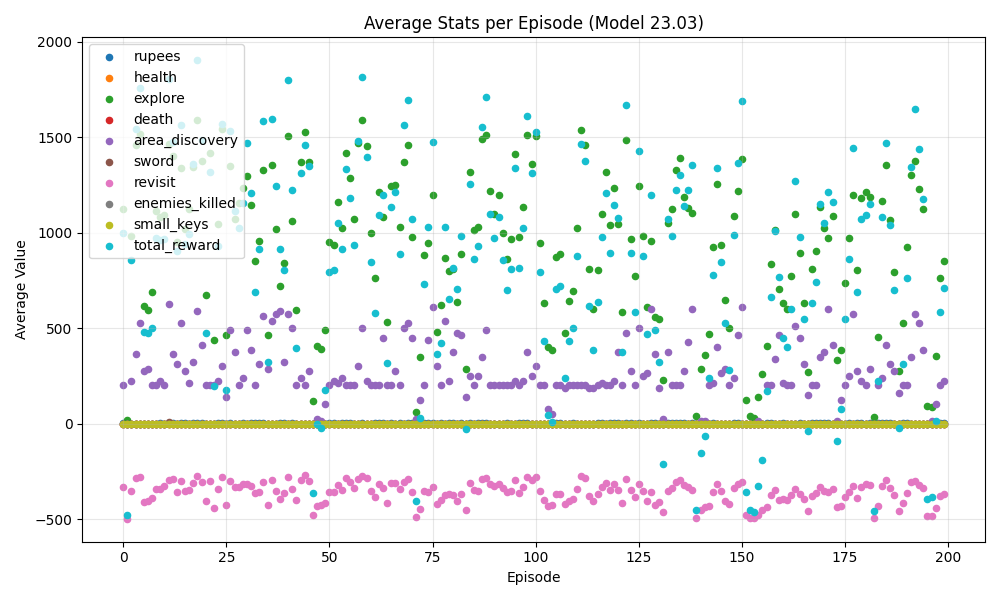 Average Stats per Episode (Model 23.03)
2000
1500
1000
500
0
−500
Average Value
rupees
health
explore
death
area_discovery
sword
revisit
enemies_killed
small_keys
total_reward
0 25 50 75 100 125 150 175 200
Episode